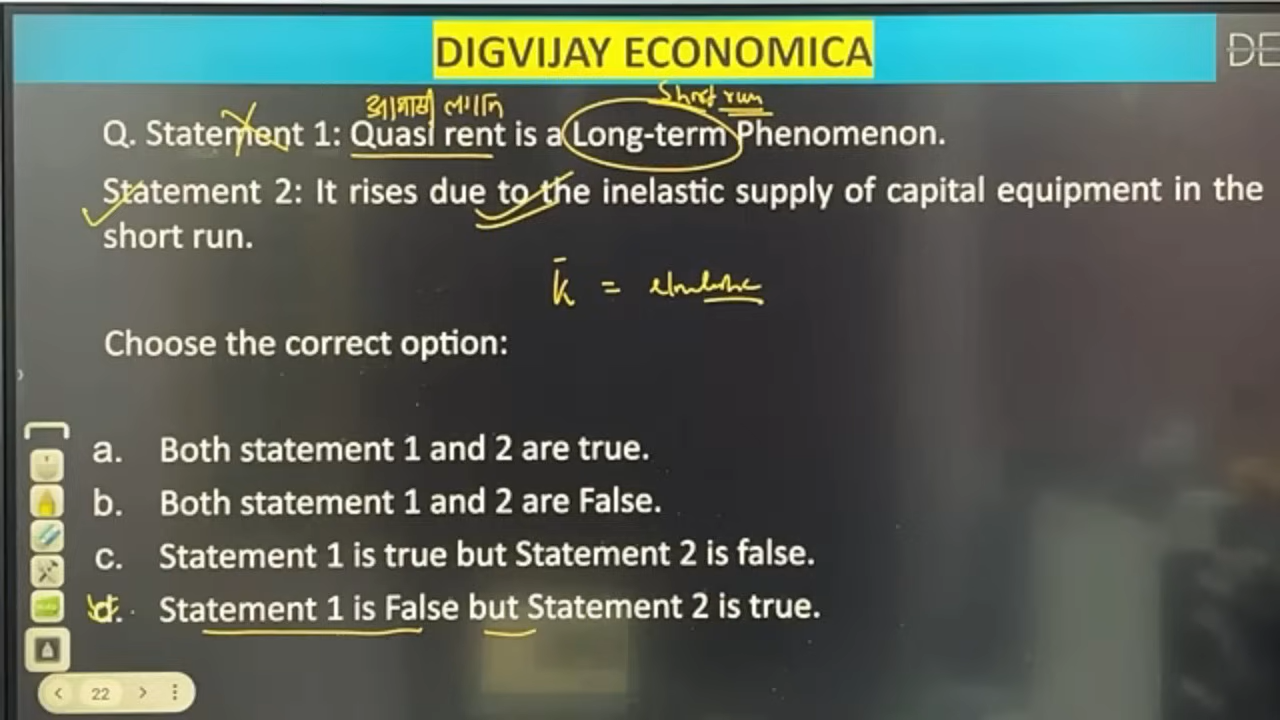 DIGVIJAY ECONOMICA
DE
Short run
Q. Statement 1: Quasi rent is a Long-term Phenomenon.
Statement 2: It rises due to the inelastic supply of capital equipment in the
short run.
k̄ =
Choose the correct option:
a. Both statement 1 and 2 are true.
b. Both statement 1 and 2 are False.
c. Statement 1 is true but Statement 2 is false.
d. Statement 1 is False but Statement 2 is true.
22